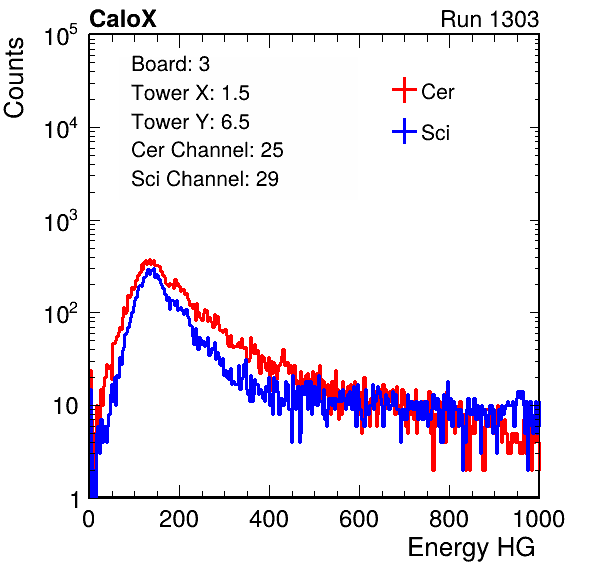 CaloX Run 1303
10^5
Counts
Board: 3
Tower X: 1.5
Tower Y: 6.5
Cer Channel: 25
Sci Channel: 29
Cer
Sci
10^4
10^3
10^2
10
1
0 200 400 600 800 1000
Energy HG